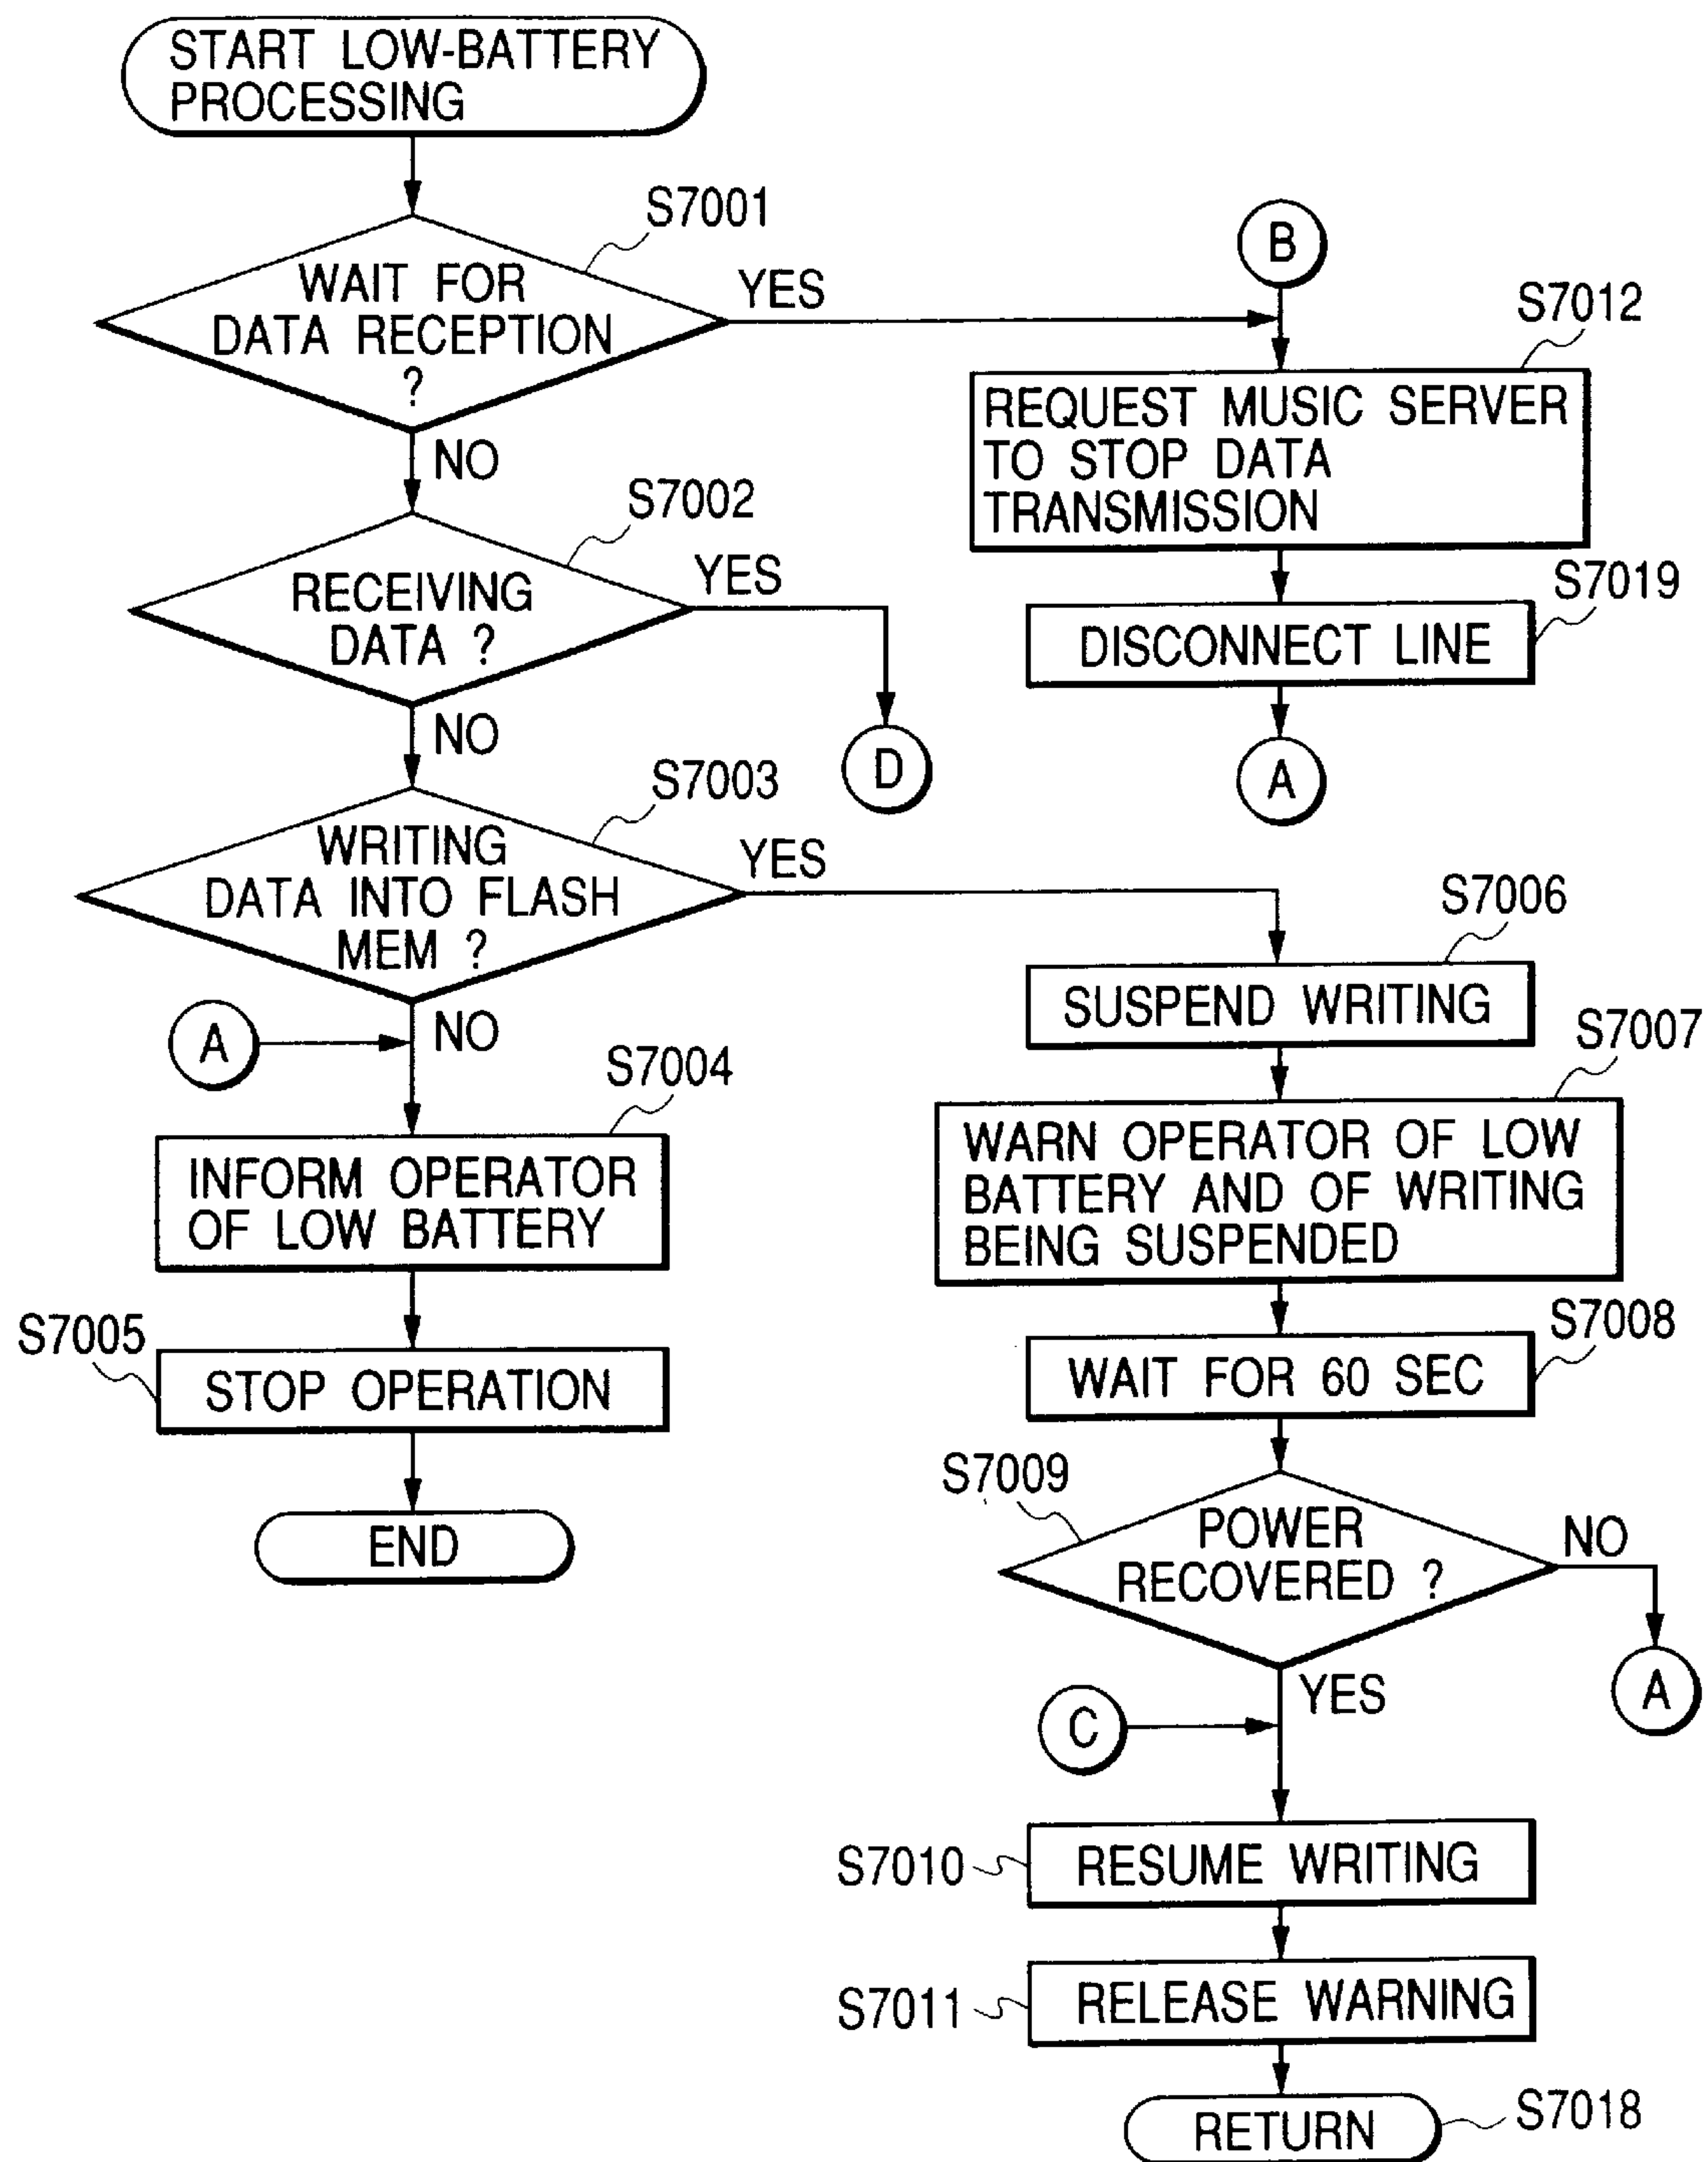 START LOW-BATTERY
PROCESSING
S7001
WAIT FOR
DATA RECEPTION
?
YES
NO
B
S7012
REQUEST MUSIC SERVER
TO STOP DATA
TRANSMISSION
S7019
DISCONNECT LINE
A
S7002
RECEIVING
DATA ?
YES
D
NO
S7003
WRITING
DATA INTO FLASH
MEM ?
YES
NO
A
S7004
INFORM OPERATOR
OF LOW BATTERY
S7005
STOP OPERATION
END
S7006
SUSPEND WRITING
S7007
WARN OPERATOR OF LOW
BATTERY AND OF WRITING
BEING SUSPENDED
S7008
WAIT FOR 60 SEC
S7009
POWER
RECOVERED ?
NO
A
YES
C
S7010
RESUME WRITING
S7011
RELEASE WARNING
RETURN
S7018